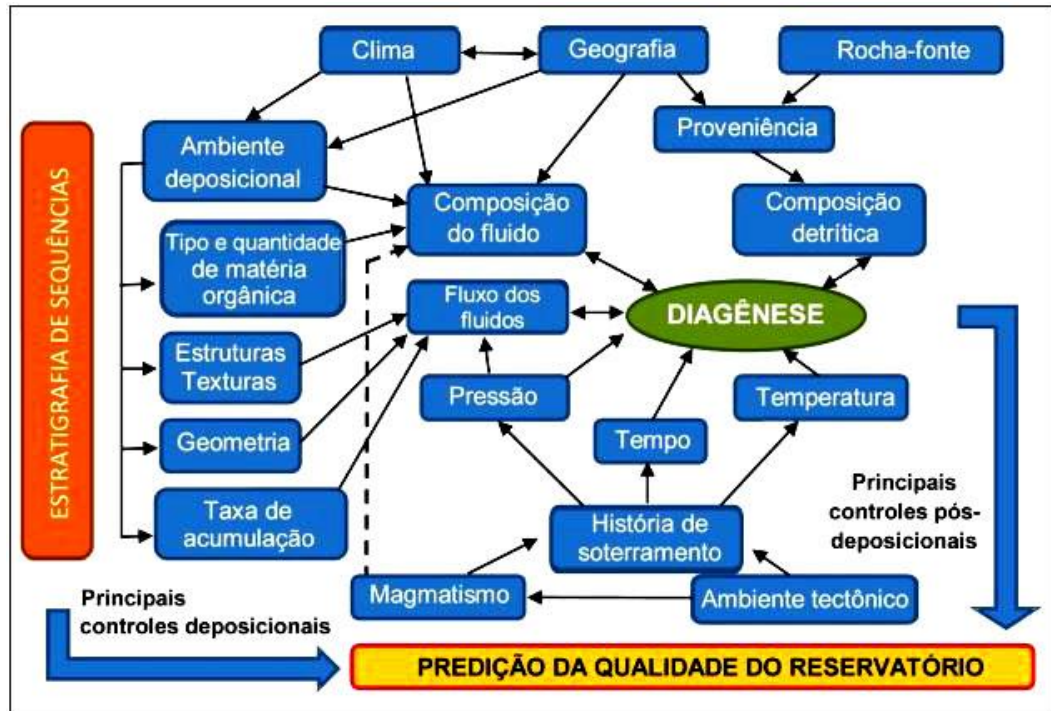 Clima
Geografia
Rocha-fonte
Proveniência
Ambiente
deposicional
Composição
do fluido
Composição
detrítica
ESTRATIGRAFIA DE SEQUÊNCIAS
Tipo e quantidade
de matéria
orgânica
Fluxo dos
fluidos
DIAGÊNESE
Estruturas
Texturas
Pressão
Temperatura
Geometria
Tempo
Taxa de
acumulação
História de
soterramento
Principais
controles pós-
deposicionais
Magmatismo
Ambiente tectônico
Principais
controles deposicionais
PREDIÇÃO DA QUALIDADE DO RESERVATÓRIO